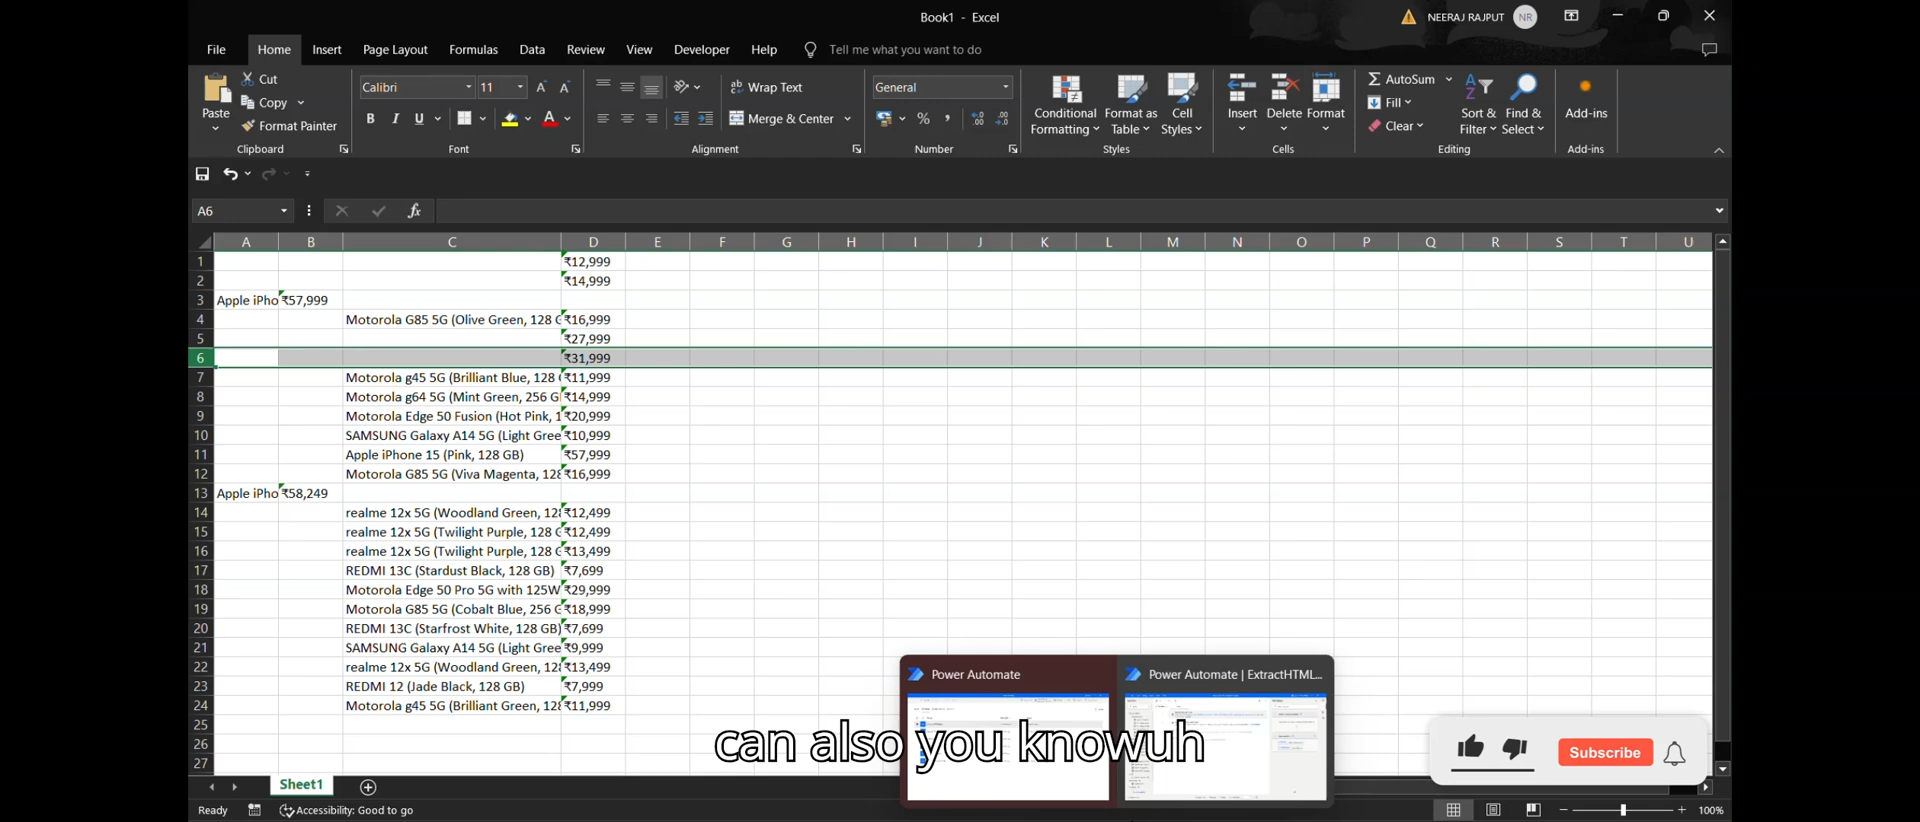 Book1 - Excel
NEERAJ RAJPUT NR
File Home Insert Page Layout Formulas Data Review View Developer Help Tell me what you want to do
Paste
Cut
Copy
Format Painter
Clipboard
Calibri 11
B I U
Font
Wrap Text
Merge & Center
Alignment
General
Number
Conditional Formatting
Format as Table
Cell Styles
Styles
Insert Delete Format
Cells
AutoSum
Fill
Clear
Sort & Filter
Find & Select
Editing
Add-ins
Add-ins
A6 fx
A B C D E F G H I J K L M N O P Q R S T U
1 ₹12,999
2 ₹14,999
3 Apple iPho ₹57,999
4 Motorola G85 5G (Olive Green, 128 G ₹16,999
5 ₹27,999
6 ₹31,999
7 Motorola g45 5G (Brilliant Blue, 128 ₹11,999
8 Motorola g64 5G (Mint Green, 256 G ₹14,999
9 Motorola Edge 50 Fusion (Hot Pink, 1 ₹20,999
10 SAMSUNG Galaxy A14 5G (Light Gree ₹10,999
11 Apple iPhone 15 (Pink, 128 GB) ₹57,999
12 Motorola G85 5G (Viva Magenta, 128 ₹16,999
13 Apple iPho ₹58,249
14 realme 12x 5G (Woodland Green, 128 ₹12,499
15 realme 12x 5G (Twilight Purple, 128 G ₹12,499
16 realme 12x 5G (Twilight Purple, 128 G ₹13,499
17 REDMI 13C (Stardust Black, 128 GB) ₹7,699
18 Motorola Edge 50 Pro 5G with 125W ₹29,999
19 Motorola G85 5G (Cobalt Blue, 256 G ₹18,999
20 REDMI 13C (Starfrost White, 128 GB) ₹7,699
21 SAMSUNG Galaxy A14 5G (Light Gree ₹9,999
22 realme 12x 5G (Woodland Green, 128 ₹13,499
23 REDMI 12 (Jade Black, 128 GB) ₹7,999
24 Motorola g45 5G (Brilliant Green, 128 ₹11,999
25
26
27
Power Automate
Power Automate | ExtractHTML...
can also you knowuh
Subscribe
Sheet1
Ready
Accessibility: Good to go
100%